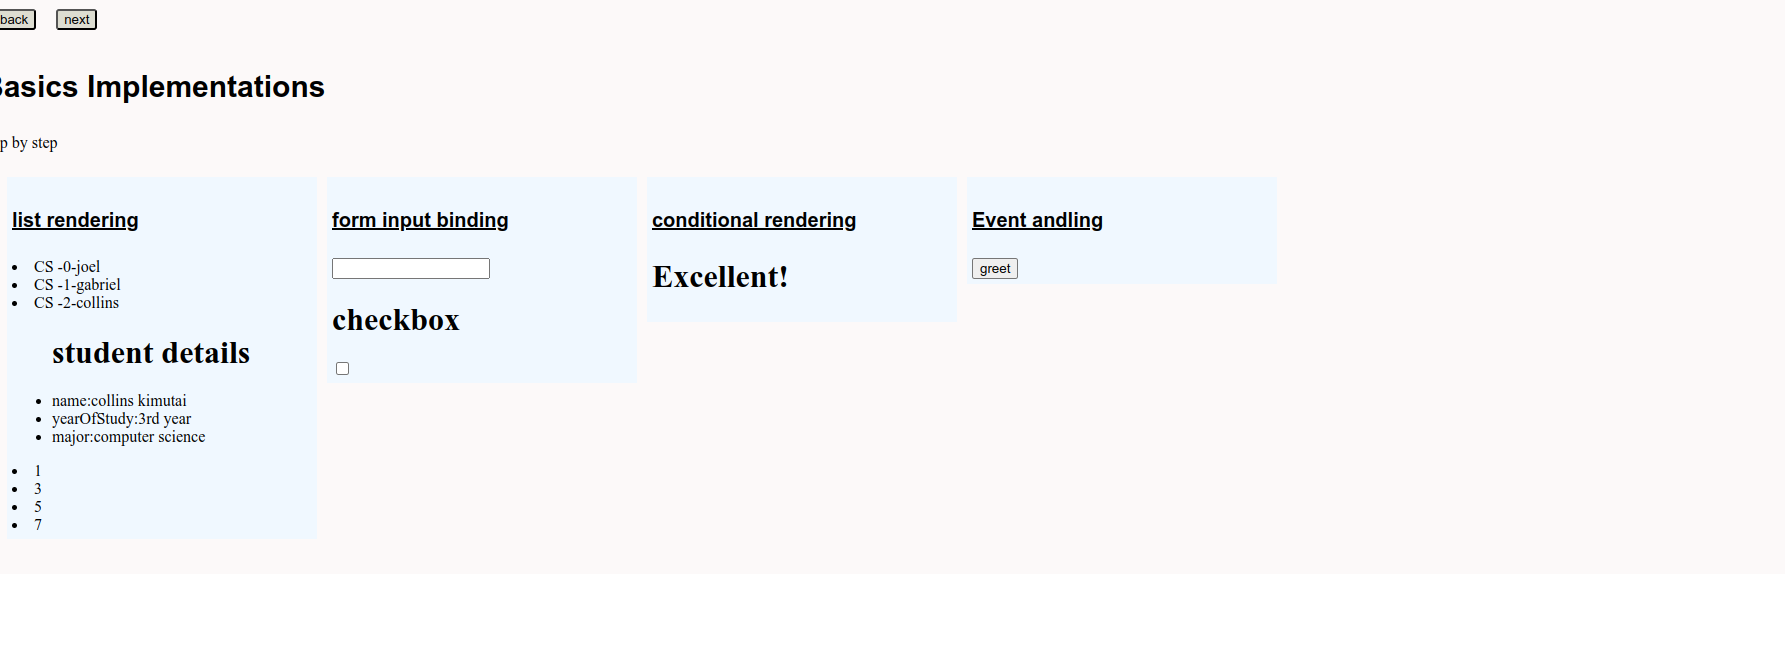 back next
Basics Implementations
p by step
list rendering
CS -0-joel
CS -1-gabriel
CS -2-collins
student details
name:collins kimutai
yearOfStudy:3rd year
major:computer science
1
3
5
7
form input binding
checkbox
conditional rendering
Excellent!
Event andling
greet